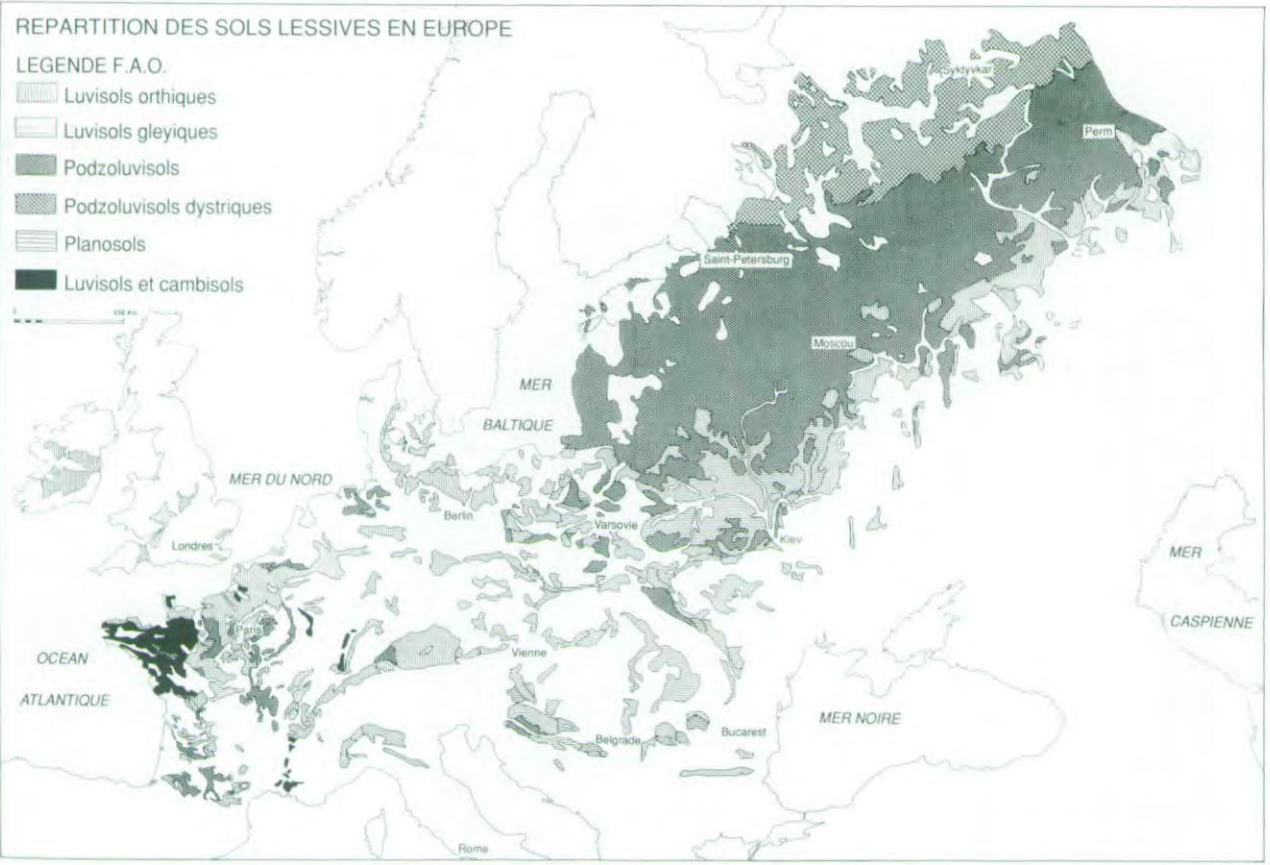 REPARTITION DES SOLS LESSIVES EN EUROPE
LEGENDE F.A.O.
Luvisols orthiques
Luvisols gleyiques
Podzoluvisols
Podzoluvisols dystriques
Planosols
Luvisols et cambisols
Syktyvkar
Perm
Saint-Petersburg
Moscou
MER
BALTIQUE
MER DU NORD
Berlin
Varsovie
Kiev
Londres
MER
CASPIENNE
Paris
OCEAN
ATLANTIQUE
Vienne
MER NOIRE
Belgrade
Bucarest
Rome